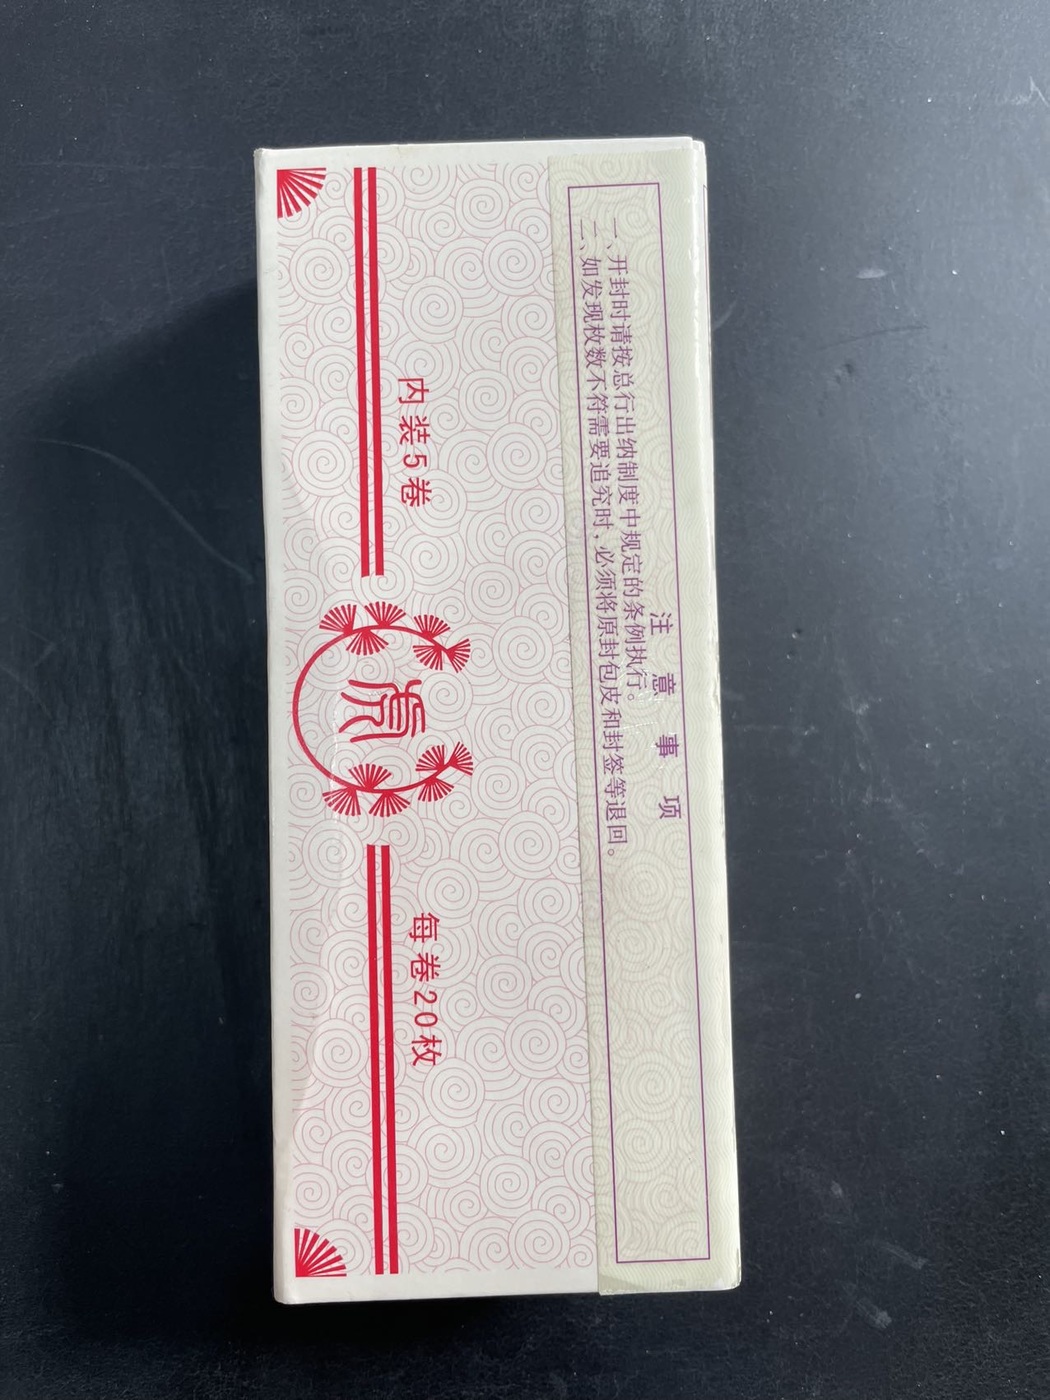 注意事项
一、开封时请按总行出纳制度中规定的条例执行。
二、如发现枚数不符需要追究时，必须将原封包皮和封签等退回。
内装5卷
虎
每卷20枚